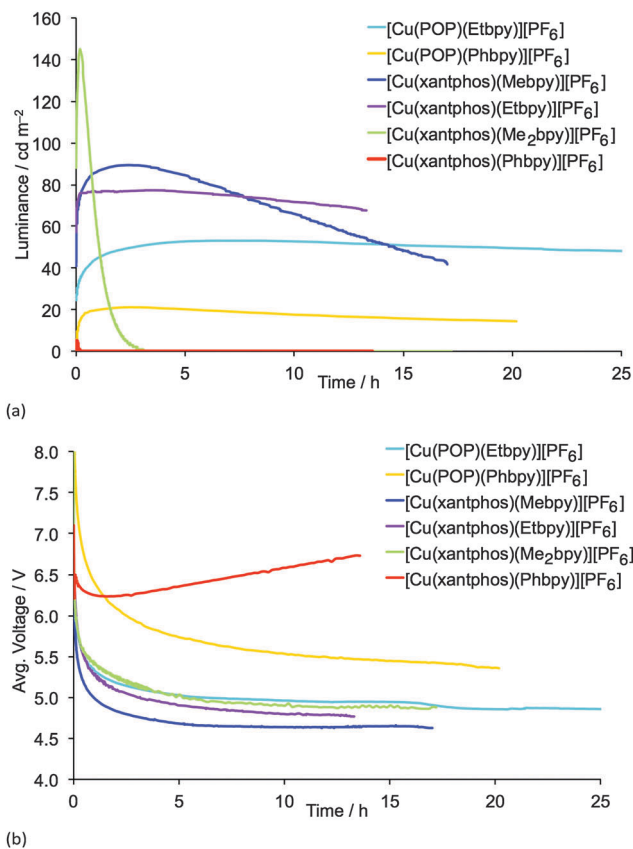 160
140
120
100
80
60
40
20
0
Luminance / cd m⁻²
[Cu(POP)(Etbpy)][PF₆]
[Cu(POP)(Phbpy)][PF₆]
[Cu(xantphos)(Mebpy)][PF₆]
[Cu(xantphos)(Etbpy)][PF₆]
[Cu(xantphos)(Me₂bpy)][PF₆]
[Cu(xantphos)(Phbpy)][PF₆]
0 5 10 15 20 25
Time / h
(a)
8.0
7.5
7.0
6.5
6.0
5.5
5.0
4.5
4.0
Avg. Voltage / V
[Cu(POP)(Etbpy)][PF₆]
[Cu(POP)(Phbpy)][PF₆]
[Cu(xantphos)(Mebpy)][PF₆]
[Cu(xantphos)(Etbpy)][PF₆]
[Cu(xantphos)(Me₂bpy)][PF₆]
[Cu(xantphos)(Phbpy)][PF₆]
0 5 10 15 20 25
Time / h
(b)